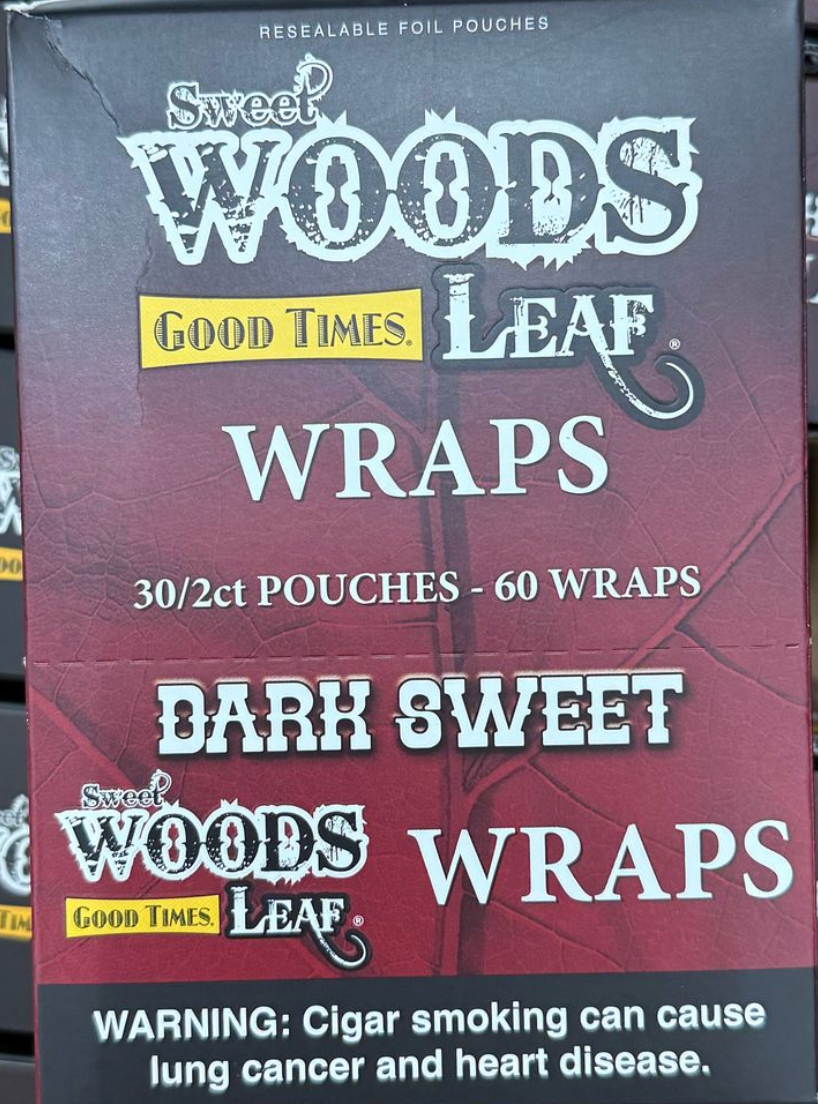 RESEALABLE FOIL POUCHES
Sweet
WOODS
GOOD TIMES® LEAF®
WRAPS
30/2ct POUCHES - 60 WRAPS
DARK SWEET
Sweet
WOODS WRAPS
GOOD TIMES® LEAF®
WARNING: Cigar smoking can cause
lung cancer and heart disease.